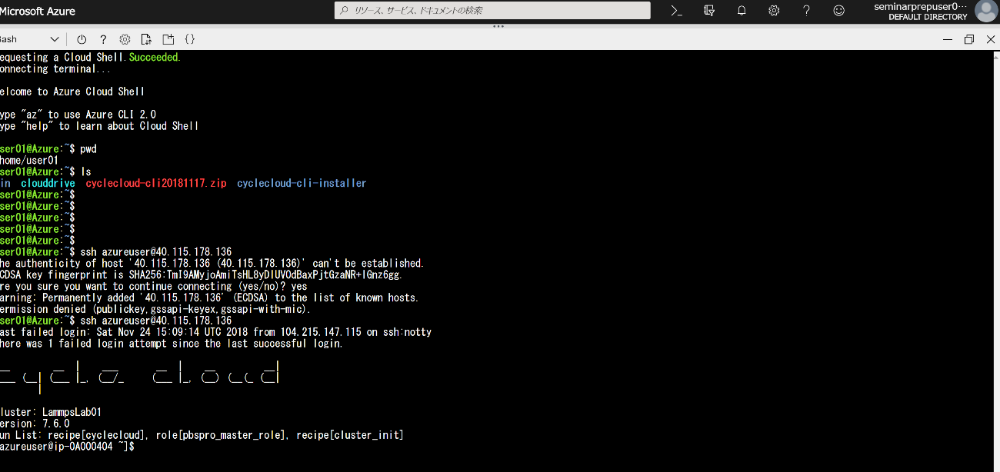 Microsoft Azure
リソース、サービス、ドキュメントの検索
seminarprepuser0…
DEFAULT DIRECTORY
Bash
equesting a Cloud Shell.Succeeded.
onnecting terminal...
elcome to Azure Cloud Shell
ype "az" to use Azure CLI 2.0
ype "help" to learn about Cloud Shell
ser01@Azure:~$ pwd
home/user01
ser01@Azure:~$ ls
in clouddrive cyclecloud-cli20181117.zip cyclecloud-cli-installer
ser01@Azure:~$
ser01@Azure:~$
ser01@Azure:~$
ser01@Azure:~$
ser01@Azure:~$
ser01@Azure:~$ ssh azureuser@40.115.178.136
he authenticity of host '40.115.178.136 (40.115.178.136)' can't be established.
CDSA key fingerprint is SHA256:TmI9AMyjoAmiTsHL8yDlUVOdBaxPjtGzaNR+lGnz6gg.
re you sure you want to continue connecting (yes/no)? yes
arning: Permanently added '40.115.178.136' (ECDSA) to the list of known hosts.
ermission denied (publickey,gssapi-keyex,gssapi-with-mic).
ser01@Azure:~$ ssh azureuser@40.115.178.136
ast failed login: Sat Nov 24 15:09:14 UTC 2018 from 104.215.147.115 on ssh:notty
here was 1 failed login attempt since the last successful login.
cycle cloud
luster: LammpsLab01
ersion: 7.6.0
un List: recipe[cyclecloud], role[pbspro_master_role], recipe[cluster_init]
azureuser@ip-0A000404 ~]$